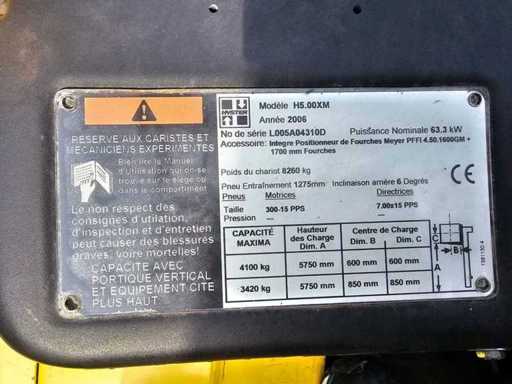 RESERVE AUX CARISTES ET
MECANICIENS EXPERIMENTES
Bien lire le Manuel
d'Utilisation qui on-se
trouve sous le siège ou
dans le compartiment
Le non respect des
consignes d'utilation,
d'inspection et d'entretien
peut causer des blessures
graves, voire mortelles!
CAPACITE AVEC
PORTIQUE VERTICAL
ET EQUIPEMENT CITE
PLUS HAUT.
HYSTER
Modèle H5.00XM
Année 2006
No de série L005A04310D Puissance Nominale 63.3 kW
Accessoire: Integre Positionneur de Fourches Meyer PFFI 4.50.1600GM +
1700 mm Fourches
Poids du chariot 8260 kg
Pneu Entraînement 1275mm Inclinaison arrière 6 Degrés
Pneus Motrices Directrices
Taille 300-15 PPS 7.00x15 PPS
Pression — —
CAPACITÉ MAXIMA Hauteur des Charge Dim. A Centre de Charge Dim. B Dim. C
4100 kg 5750 mm 600 mm 600 mm
3420 kg 5750 mm 850 mm 850 mm
CE
C
B
A